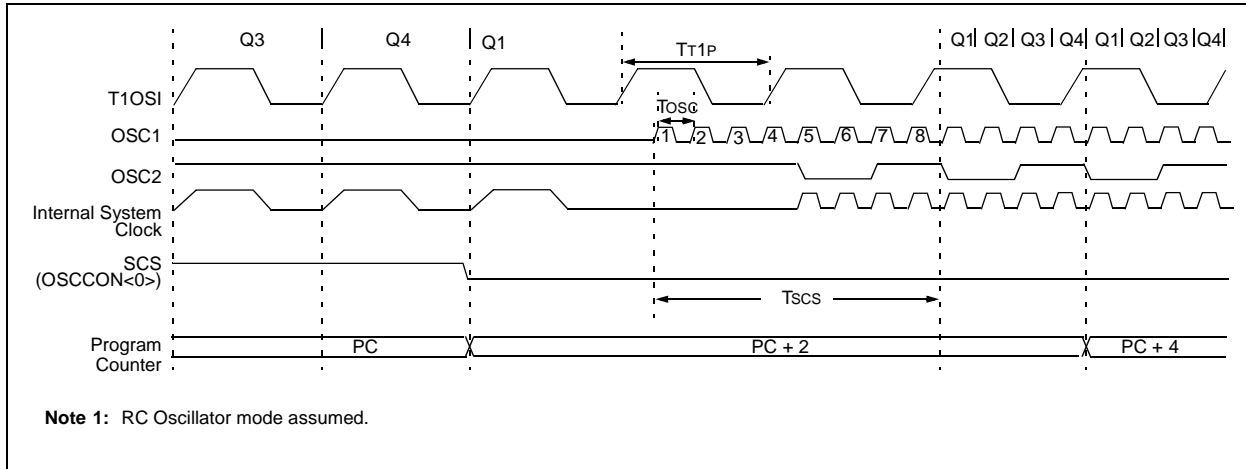 Q3 Q4 Q1 Q1 Q2 Q3 Q4 Q1 Q2 Q3 Q4
TT1P
T1OSI
TOSC
OSC1 1 2 3 4 5 6 7 8
OSC2
Internal System
Clock
SCS
(OSCCON<0>)
TSCS
Program
Counter
PC PC + 2 PC + 4
Note 1: RC Oscillator mode assumed.